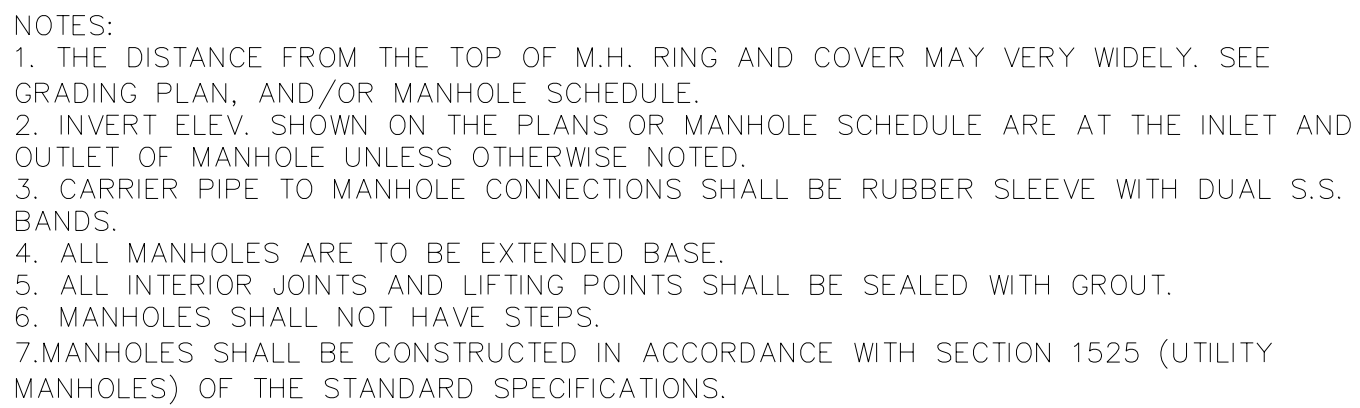 NOTES:
1. THE DISTANCE FROM THE TOP OF M.H. RING AND COVER MAY VERY WIDELY. SEE
GRADING PLAN, AND/OR MANHOLE SCHEDULE.
2. INVERT ELEV. SHOWN ON THE PLANS OR MANHOLE SCHEDULE ARE AT THE INLET AND
OUTLET OF MANHOLE UNLESS OTHERWISE NOTED.
3. CARRIER PIPE TO MANHOLE CONNECTIONS SHALL BE RUBBER SLEEVE WITH DUAL S.S.
BANDS.
4. ALL MANHOLES ARE TO BE EXTENDED BASE.
5. ALL INTERIOR JOINTS AND LIFTING POINTS SHALL BE SEALED WITH GROUT.
6. MANHOLES SHALL NOT HAVE STEPS.
7.MANHOLES SHALL BE CONSTRUCTED IN ACCORDANCE WITH SECTION 1525 (UTILITY
MANHOLES) OF THE STANDARD SPECIFICATIONS.